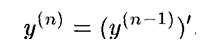 y⁽ⁿ⁾ = (y⁽ⁿ⁻¹⁾)′.